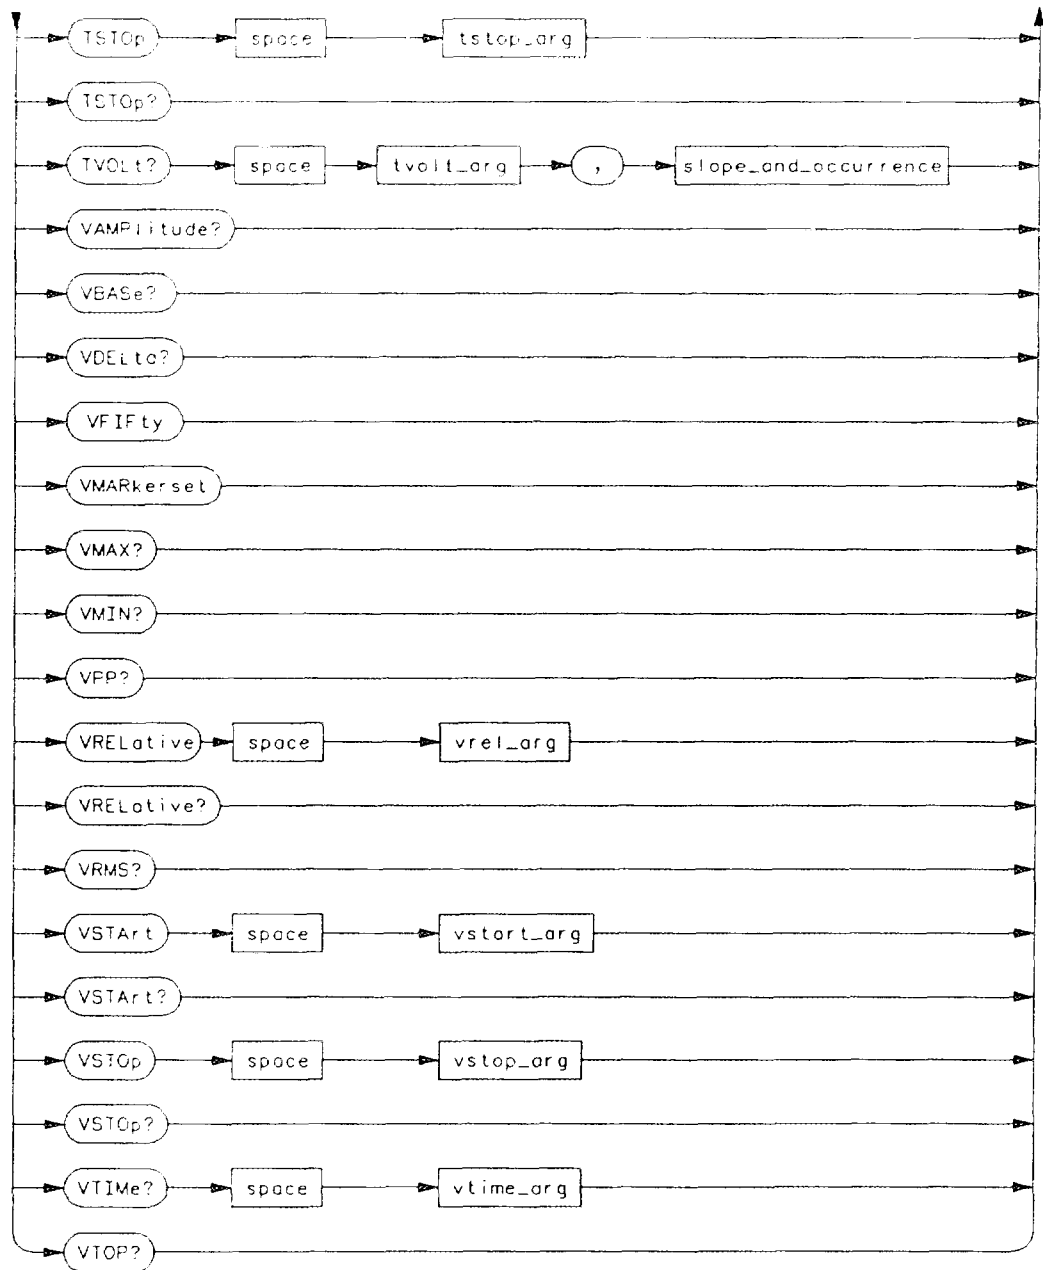 TSTOp space tstop_arg
TSTOp?
TVOLt? space tvolt_arg , slope_and_occurrence
VAMPlitude?
VBASe?
VDELta?
VFIFty
VMARkerset
VMAX?
VMIN?
VPP?
VRELative space vrel_arg
VRELative?
VRMS?
VSTArt space vstart_arg
VSTArt?
VSTOp space vstop_arg
VSTOp?
VTIMe? space vtime_arg
VTOP?